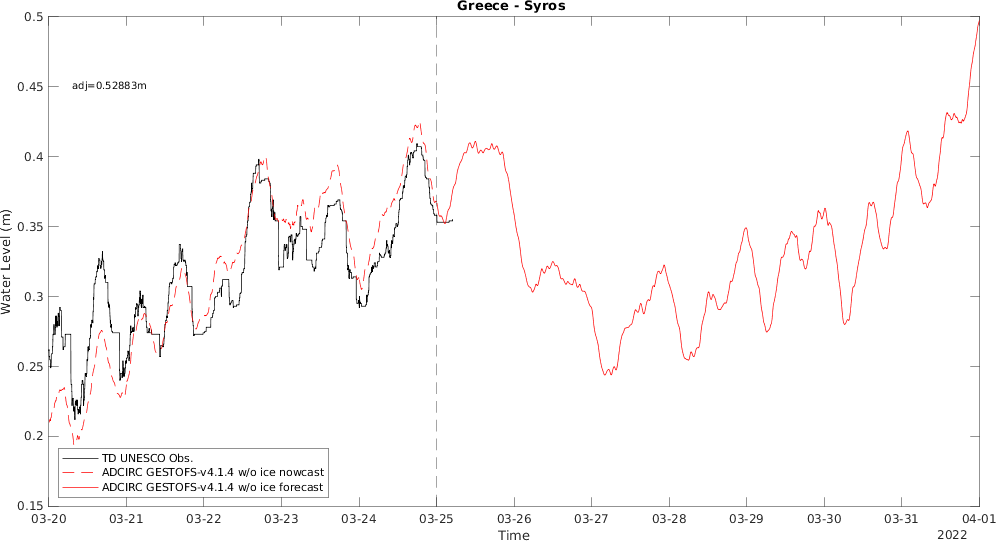 Greece - Syros
0.5
0.45
0.4
0.35
0.3
0.25
0.2
0.15
Water Level (m)
adj=0.52883m
TD UNESCO Obs.
ADCIRC GESTOFS-v4.1.4 w/o ice nowcast
ADCIRC GESTOFS-v4.1.4 w/o ice forecast
03-20 03-21 03-22 03-23 03-24 03-25 03-26 03-27 03-28 03-29 03-30 03-31 04-01
Time
2022